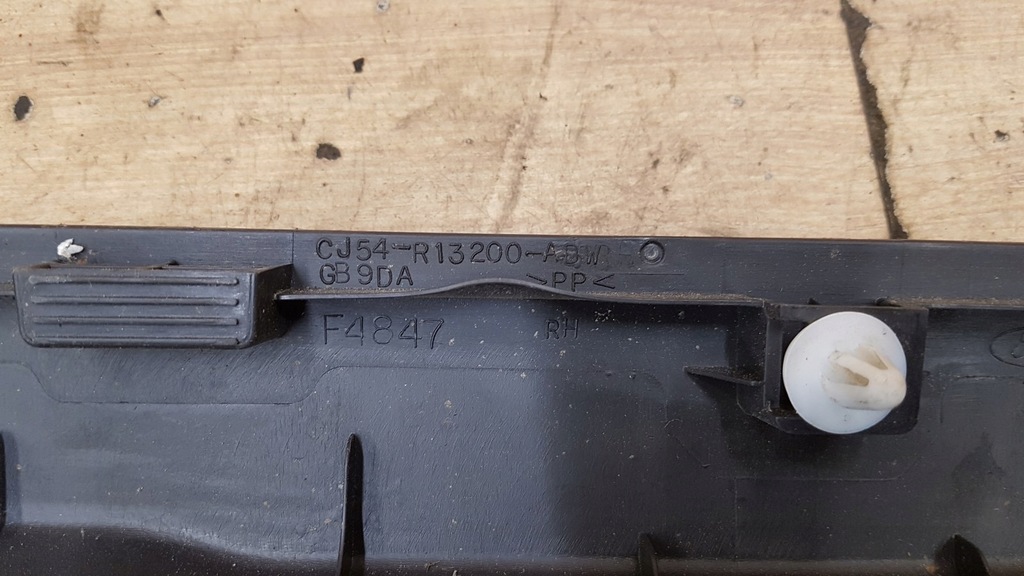 CJ54-R13200-ABW
GB9DA >PP<
F4847 RH